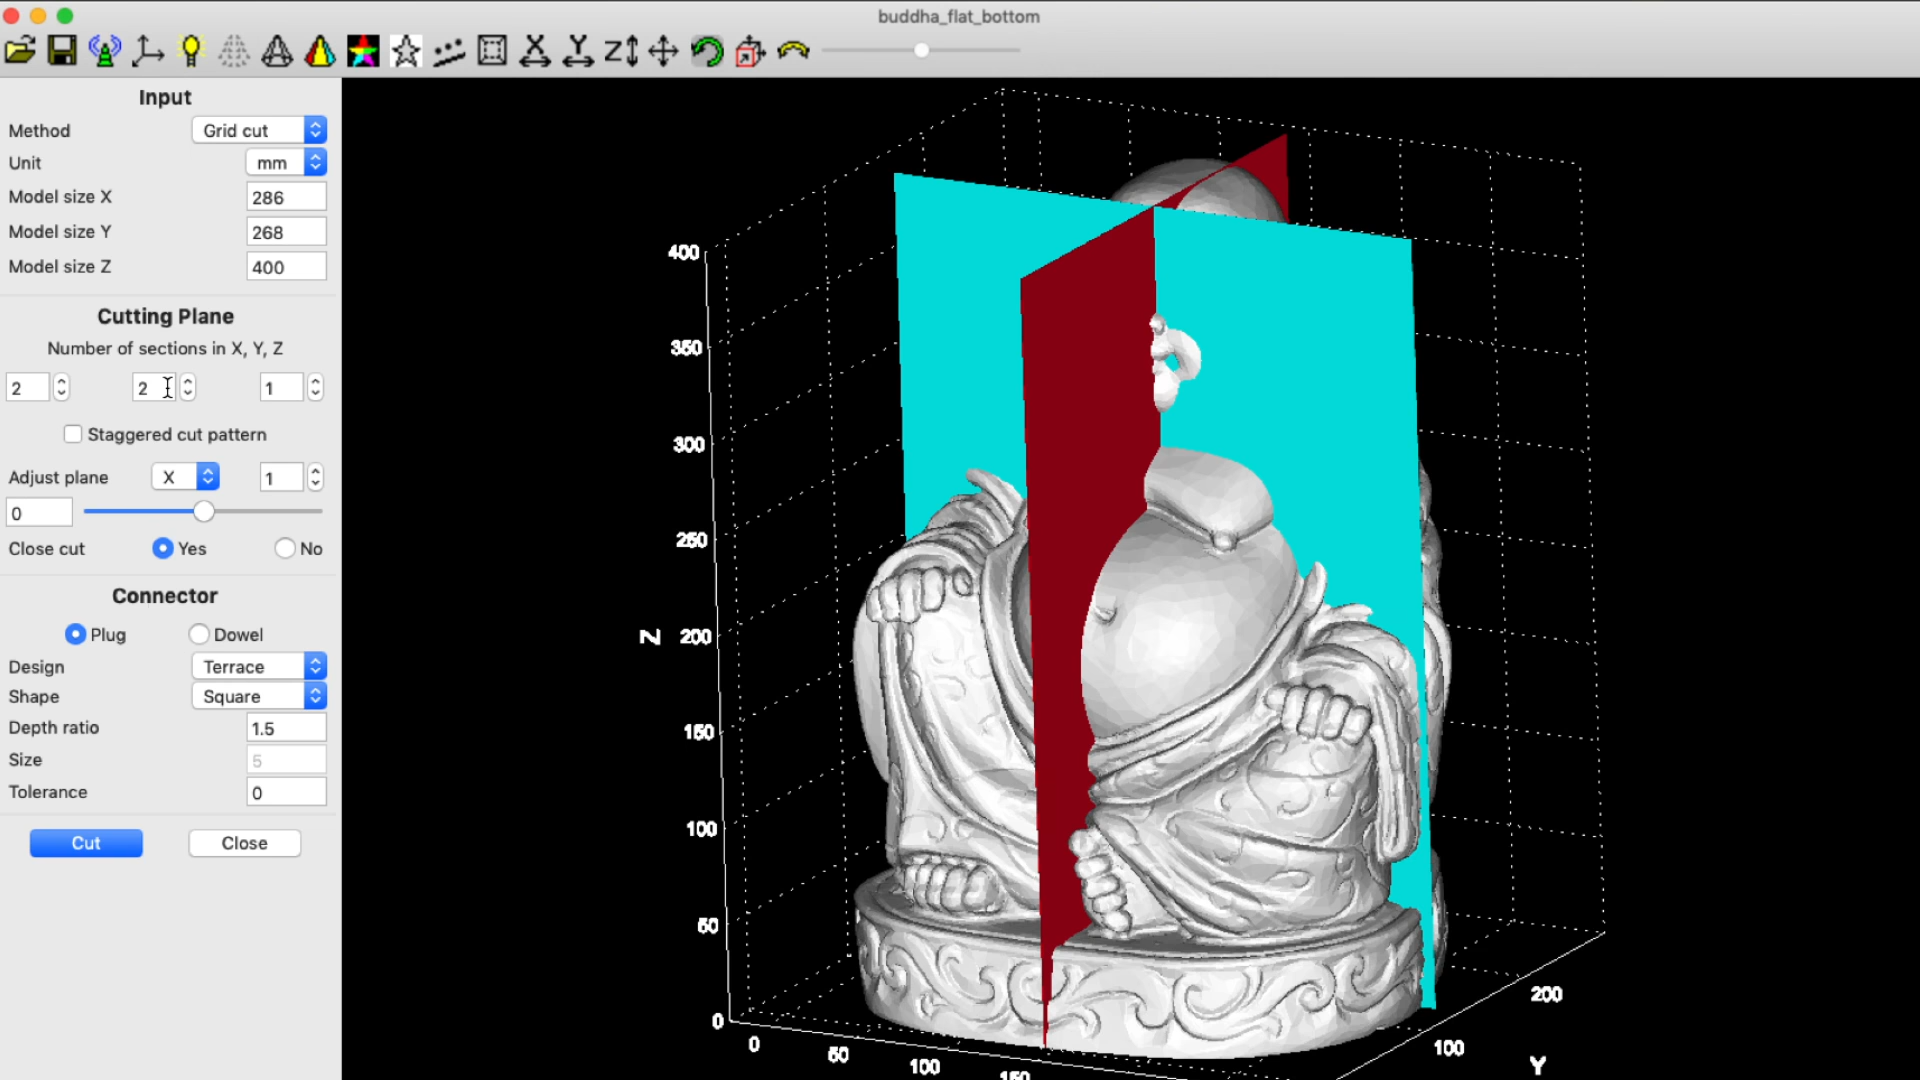 buddha_flat_bottom
X Y Z
Input
Method Grid cut
Unit mm
Model size X 286
Model size Y 268
Model size Z 400
Cutting Plane
Number of sections in X, Y, Z
2 2 1
Staggered cut pattern
Adjust plane X 1
0
Close cut Yes No
Connector
Plug Dowel
Design Terrace
Shape Square
Depth ratio 1.5
Size 5
Tolerance 0
Cut Close
400
350
300
250
Z 200
150
100
50
0
0 50 100 150
100 200
Y